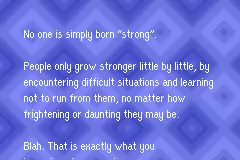 No one is simply born “strong”.
People only grow stronger little by little, by
encountering difficult situations and learning
not to run from them, no matter how
frightening or daunting they may be.
Blah. That is exactly what you